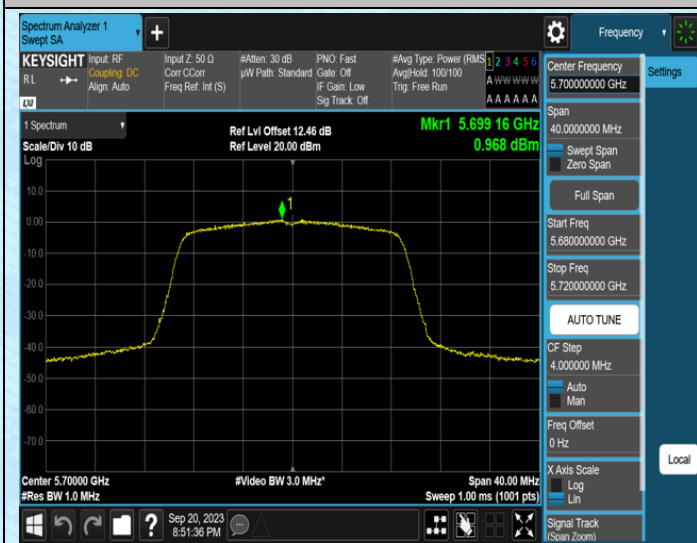 Spectrum Analyzer 1
Swept SA
+
Frequency
KEYSIGHT
RL
Input: RF
Coupling: DC
Align: Auto
Input Z: 50 Ω
Corr CCorr
Freq Ref: Int (S)
#Atten: 30 dB
µW Path: Standard
PNO: Fast
Gate: Off
IF Gain: Low
Sig Track: Off
#Avg Type: Power (RMS
Avg|Hold: 100/100
Trig: Free Run
1 2 3 4 5 6
A W W W W W
A A A A A A
LXI
1 Spectrum
Scale/Div 10 dB
Log
Ref Lvl Offset 12.46 dB
Ref Level 20.00 dBm
Mkr1 5.699 16 GHz
0.968 dBm
1
10.0
0.00
-10.0
-20.0
-30.0
-40.0
-50.0
-60.0
-70.0
Center 5.70000 GHz
#Res BW 1.0 MHz
#Video BW 3.0 MHz*
Span 40.00 MHz
Sweep 1.00 ms (1001 pts)
?
Sep 20, 2023
8:51:36 PM
Center Frequency
5.700000000 GHz
Settings
Span
40.0000000 MHz
Swept Span
Zero Span
Full Span
Start Freq
5.680000000 GHz
Stop Freq
5.720000000 GHz
AUTO TUNE
CF Step
4.000000 MHz
Auto
Man
Freq Offset
0 Hz
X Axis Scale
Log
Lin
Local
Signal Track
(Span Zoom)